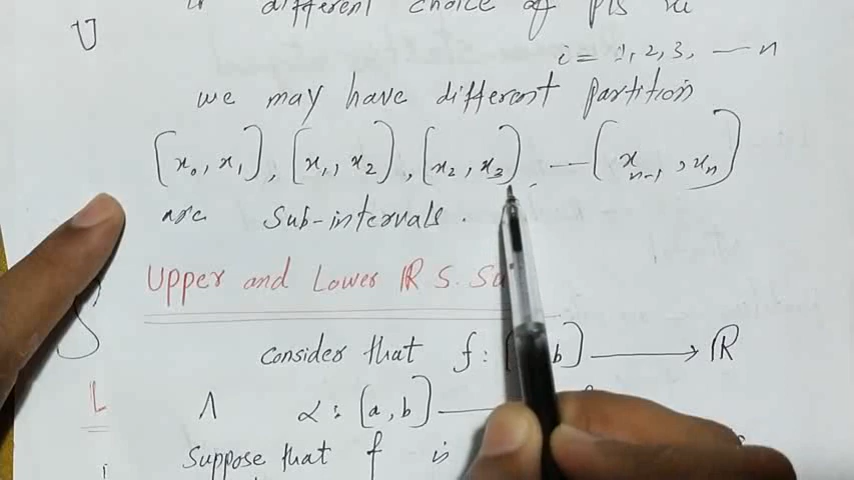 different choice of pts xi
i = 1, 2, 3, — n
we may have different partition
[x₀, x₁], [x₁, x₂], [x₂, x₃] — [xₙ₋₁, xₙ]
are Sub-intervals.
Upper and Lower R S. Su
Consider that f: [ b] → ℝ
Λ α: [a, b] —
Suppose that f is